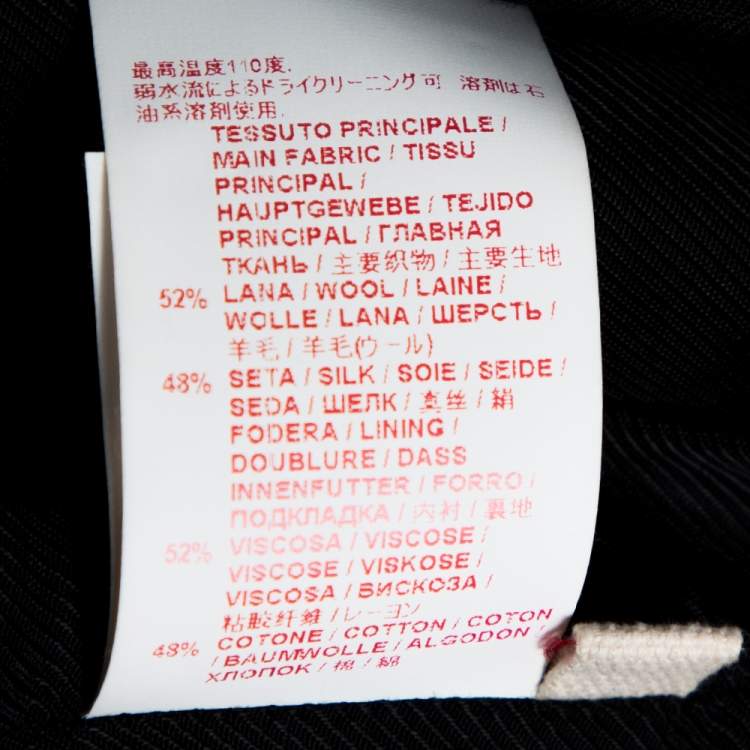 最高温度110度.
弱水流によるドライクリーニング可 溶剤は石
油系溶剤使用.
TESSUTO PRINCIPALE /
MAIN FABRIC / TISSU
PRINCIPAL /
HAUPTGEWEBE / TEJIDO
PRINCIPAL / ГЛАВНАЯ
ТКАНЬ / 主要织物 / 主要生地
52% LANA / WOOL / LAINE /
WOLLE / LANA / ШЕРСТЬ /
羊毛 / 羊毛(ウール)
48% SETA / SILK / SOIE / SEIDE /
SEDA / ШЕЛК / 真丝 / 絹
FODERA / LINING /
DOUBLURE / DASS
INNENFUTTER / FORRO /
ПОДКЛАДКА / 内衬 / 裏地
52% VISCOSA / VISCOSE /
VISCOSE / VISKOSE /
VISCOSA / ВИСКОЗА /
粘胶纤维 / レーヨン
48% COTONE / COTTON / COTON
/ BAUMWOLLE / ALGODON /
ХЛОПОК / 棉 / 綿